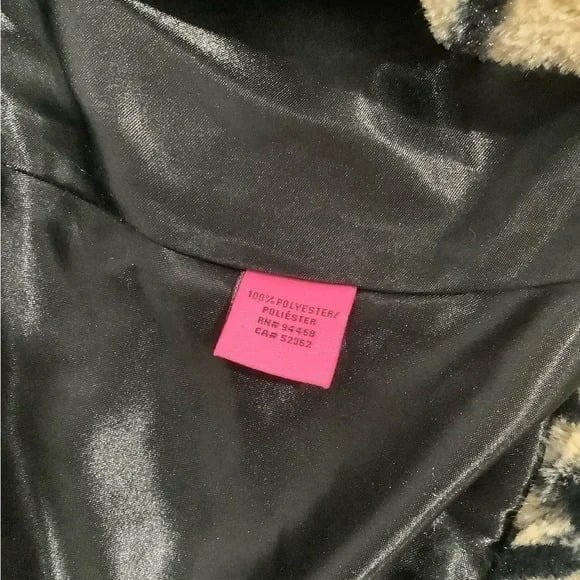 100% POLYESTER/
POLIÉSTER
RN# 94468
CA# 52362